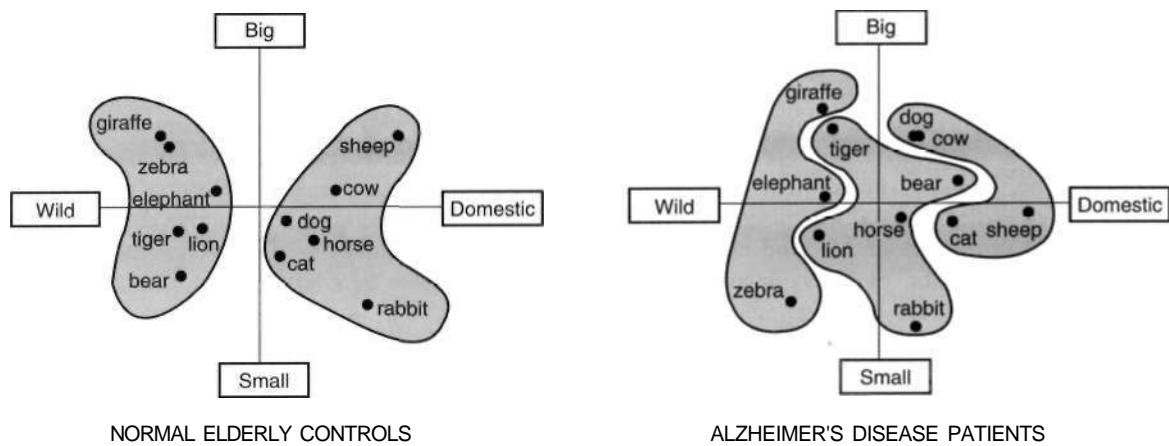 Big
giraffe
zebra
elephant
tiger
lion
bear
sheep
cow
dog
horse
cat
rabbit
Wild
Domestic
Small
NORMAL ELDERLY CONTROLS
Big
giraffe
tiger
elephant
lion
zebra
dog
cow
bear
horse
cat
sheep
rabbit
Wild
Domestic
Small
ALZHEIMER'S DISEASE PATIENTS